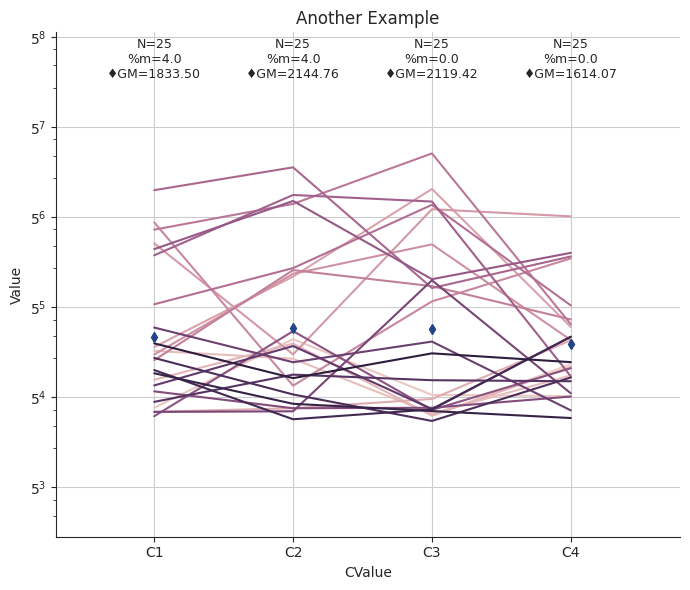 Another Example
N=25 N=25 N=25 N=25
%m=4.0 %m=4.0 %m=0.0 %m=0.0
♦GM=1833.50 ♦GM=2144.76 ♦GM=2119.42 ♦GM=1614.07
5⁸
5⁷
5⁶
5⁵
5⁴
5³
Value
C1 C2 C3 C4
CValue